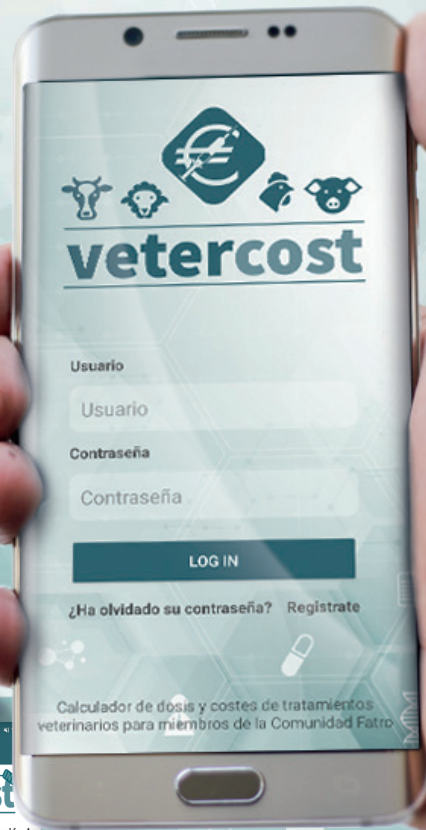 vetercost
Usuario
Usuario
Contraseña
Contraseña
LOG IN
¿Ha olvidado su contraseña? Registrate
Calculador de dosis y costes de tratamientos
veterinarios para miembros de la Comunidad Fatro